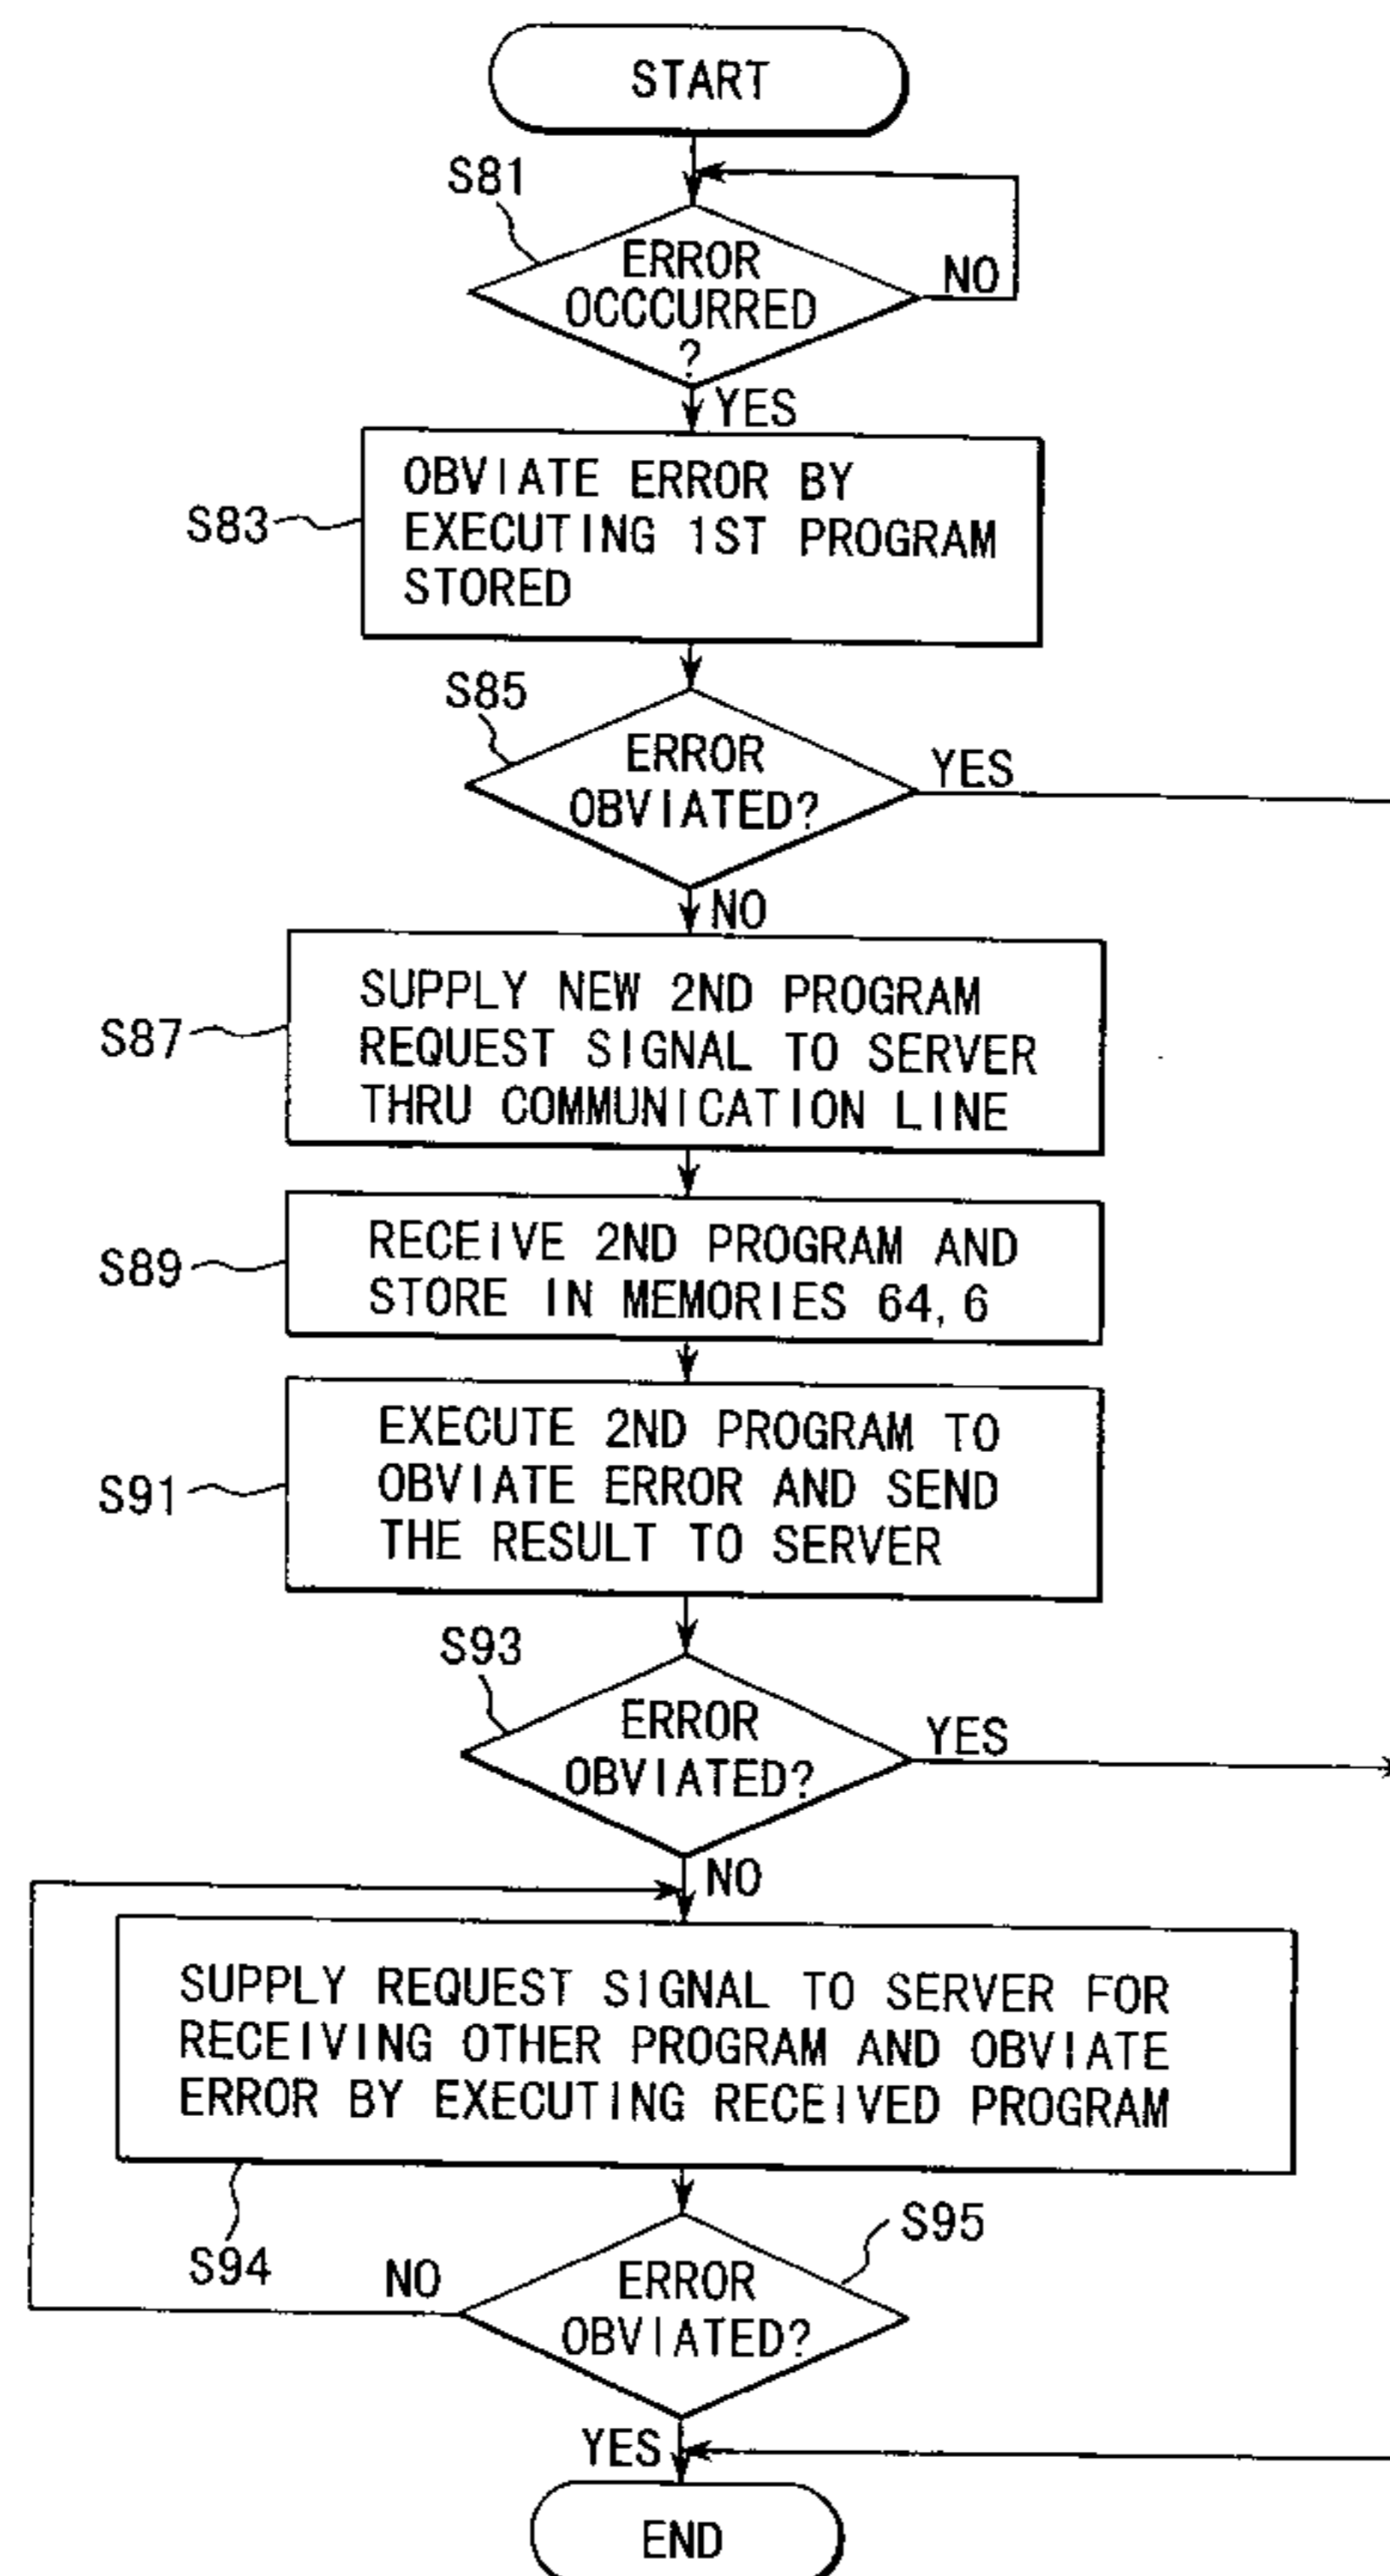 START
S81
ERROR
OCCCURRED
?
NO
YES
S83
OBVIATE ERROR BY
EXECUTING 1ST PROGRAM
STORED
S85
ERROR
OBVIATED?
YES
NO
S87
SUPPLY NEW 2ND PROGRAM
REQUEST SIGNAL TO SERVER
THRU COMMUNICATION LINE
S89
RECEIVE 2ND PROGRAM AND
STORE IN MEMORIES 64, 6
S91
EXECUTE 2ND PROGRAM TO
OBVIATE ERROR AND SEND
THE RESULT TO SERVER
S93
ERROR
OBVIATED?
YES
NO
SUPPLY REQUEST SIGNAL TO SERVER FOR
RECEIVING OTHER PROGRAM AND OBVIATE
ERROR BY EXECUTING RECEIVED PROGRAM
S94
S95
NO
ERROR
OBVIATED?
YES
END